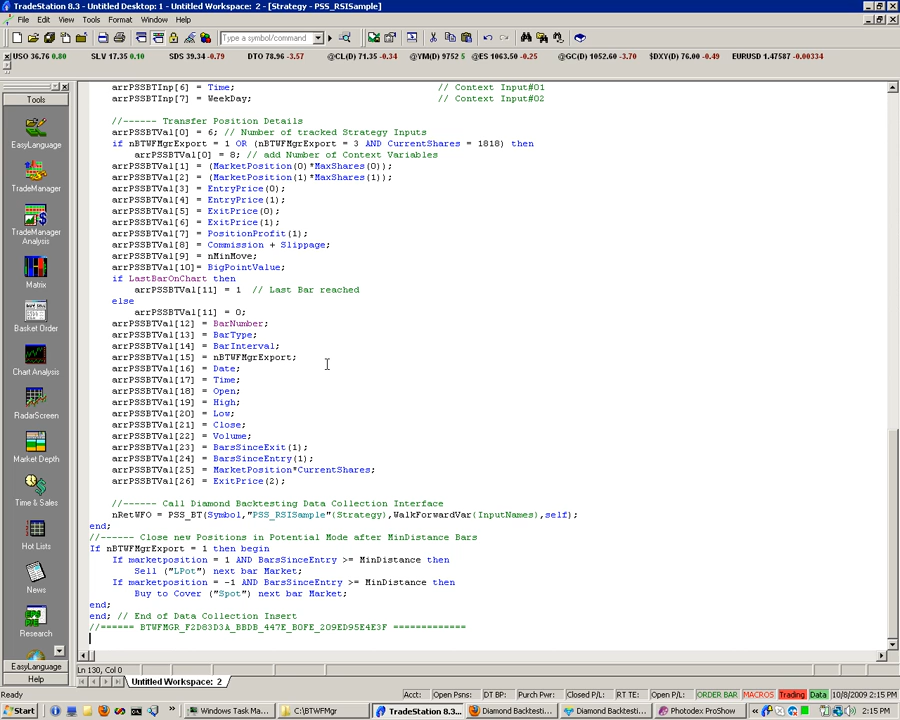 TradeStation 8.3 - Untitled Desktop: 1 - Untitled Workspace: 2 - [Strategy - PSS_RSISample]
File Edit View Tools Format Window Help
Type a symbol/command
USO 36.76 0.80 SLV 17.35 0.10 SDS 39.34 -0.79 DTO 78.96 -3.57 @CL(D) 71.35 -0.34 @YM(D) 9752 5 @ES 1063.50 -0.25 @GC(D) 1052.60 -3.70 $DXY(D) 76.00 -0.49 EURUSD 1.47587 -0.00334
Tools
EasyLanguage
TradeManager
TradeManager
Analysis
Matrix
Basket Order
Chart Analysis
RadarScreen
Market Depth
Time & Sales
Hot Lists
News
Research
EasyLanguage
Help
arrPSSBTInp[6] = Time; // Context Input#01
arrPSSBTInp[7] = WeekDay; // Context Input#02
//------ Transfer Position Details
arrPSSBTVal[0] = 6; // Number of tracked Strategy Inputs
if nBTWFMgrExport = 1 OR (nBTWFMgrExport = 3 AND CurrentShares = 1818) then
arrPSSBTVal[0] = 8; // add Number of Context Variables
arrPSSBTVal[1] = (MarketPosition(0)*MaxShares(0));
arrPSSBTVal[2] = (MarketPosition(1)*MaxShares(1));
arrPSSBTVal[3] = EntryPrice(0);
arrPSSBTVal[4] = EntryPrice(1);
arrPSSBTVal[5] = ExitPrice(0);
arrPSSBTVal[6] = ExitPrice(1);
arrPSSBTVal[7] = PositionProfit(1);
arrPSSBTVal[8] = Commission + Slippage;
arrPSSBTVal[9] = nMinMove;
arrPSSBTVal[10]= BigPointValue;
if LastBarOnChart then
arrPSSBTVal[11] = 1 // Last Bar reached
else
arrPSSBTVal[11] = 0;
arrPSSBTVal[12] = BarNumber;
arrPSSBTVal[13] = BarType;
arrPSSBTVal[14] = BarInterval;
arrPSSBTVal[15] = nBTWFMgrExport;
arrPSSBTVal[16] = Date;
arrPSSBTVal[17] = Time;
arrPSSBTVal[18] = Open;
arrPSSBTVal[19] = High;
arrPSSBTVal[20] = Low;
arrPSSBTVal[21] = Close;
arrPSSBTVal[22] = Volume;
arrPSSBTVal[23] = BarsSinceExit(1);
arrPSSBTVal[24] = BarsSinceEntry(1);
arrPSSBTVal[25] = MarketPosition*CurrentShares;
arrPSSBTVal[26] = ExitPrice(2);
//------ Call Diamond Backtesting Data Collection Interface
nRetWFO = PSS_BT(Symbol,"PSS_RSISample"(Strategy),WalkForwardVar(InputNames),self);
end;
//------ Close new Positions in Potential Mode after MinDistance Bars
If nBTWFMgrExport = 1 then begin
If marketposition = 1 AND BarsSinceEntry >= MinDistance then
Sell ("LPot") next bar Market;
If marketposition = -1 AND BarsSinceEntry >= MinDistance then
Buy to Cover ("Spot") next bar Market;
end;
end; // End of Data Collection Insert
//====== BTWFMGR_F2D83D3A_BBDB_447E_B0FE_209ED95E4E3F =============
Ln 130, Col 0
Untitled Workspace: 2
Ready Acct: Open Psns: DT BP: Purch Pwr: Closed P/L: RT TE: Open P/L: ORDER BAR MACROS Trading Data 10/8/2009 2:15 PM
Start Windows Task Ma... C:\BTWFMgr TradeStation 8.3... Diamond Backtesti... Diamond Backtesti... Photodex ProShow 2:15 PM